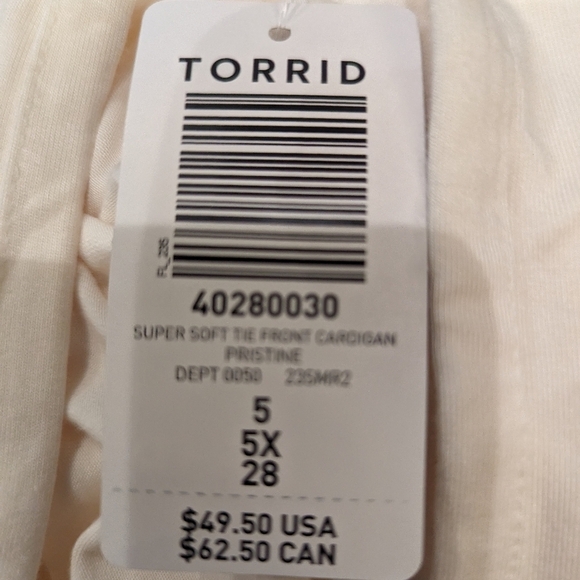 TORRID
40280030
SUPER SOFT TIE FRONT CARDIGAN
PRISTINE
DEPT 0050 235MR2
5
5X
28
$49.50 USA
$62.50 CAN